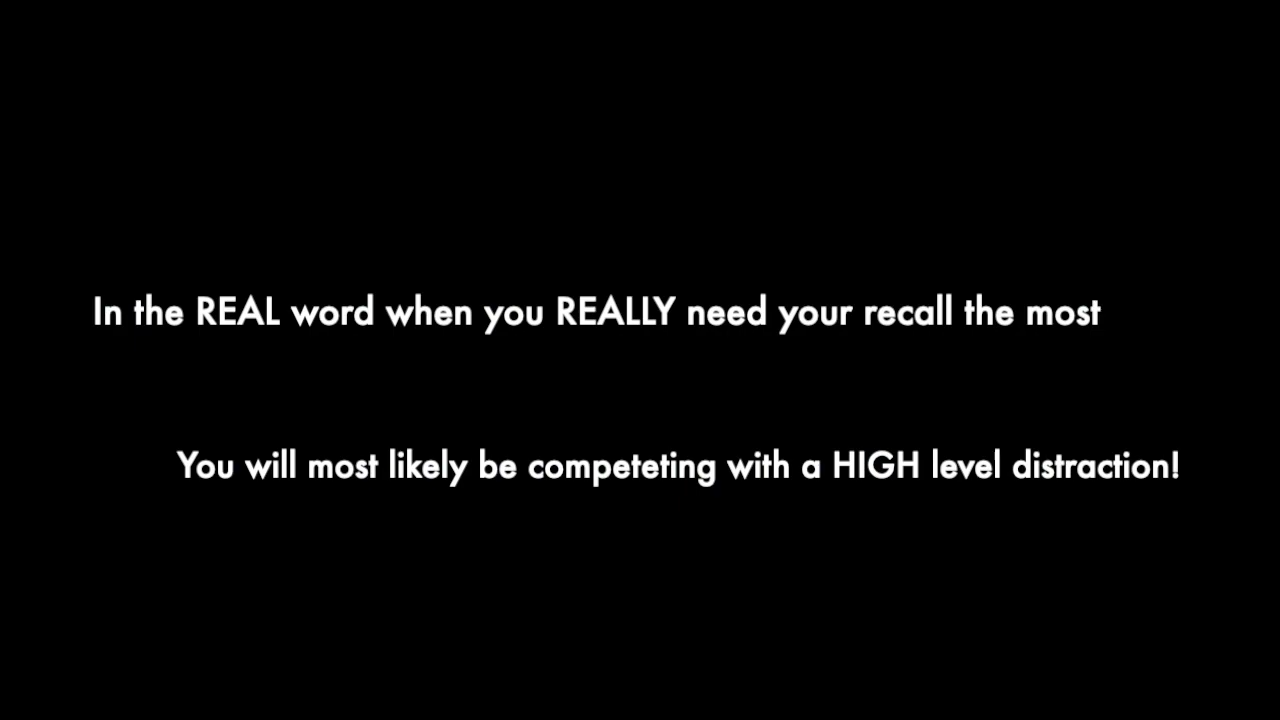 In the REAL word when you REALLY need your recall the most
You will most likely be competeting with a HIGH level distraction!